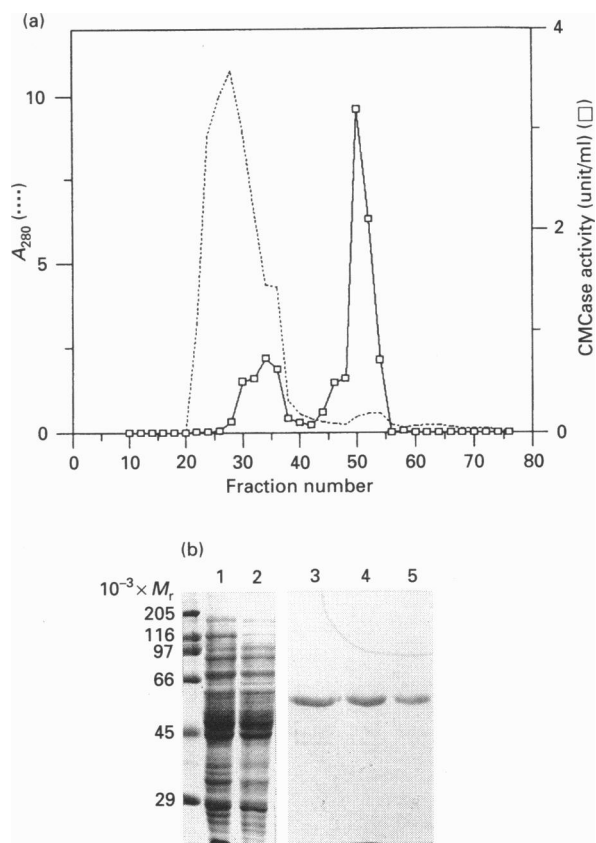 (a)
4
10
5
0
2
0
A280 (····)
CMCase activity (unit/ml) (□)
0 10 20 30 40 50 60 70 80
Fraction number
(b)
10⁻³ × Mr
1 2 3 4 5
205
116
97
66
45
29